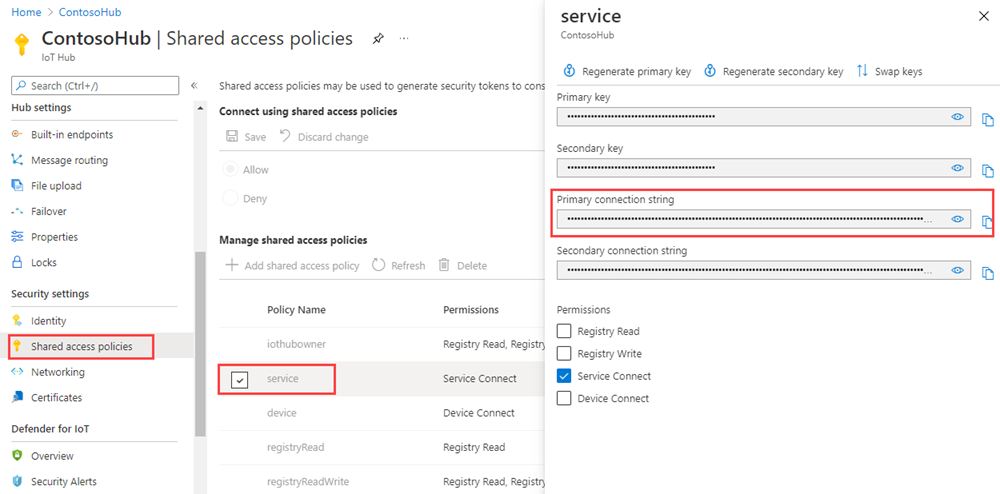 Home > ContosoHub
ContosoHub | Shared access policies
IoT Hub
Search (Ctrl+/)
Hub settings
Built-in endpoints
Message routing
File upload
Failover
Properties
Locks
Security settings
Identity
Shared access policies
Networking
Certificates
Defender for IoT
Overview
Security Alerts
Shared access policies may be used to generate security tokens to cons
Connect using shared access policies
Save Discard change
Allow
Deny
Manage shared access policies
Add shared access policy Refresh Delete
Policy Name Permissions
iothubowner Registry Read, Registry
service Service Connect
device Device Connect
registryRead Registry Read
registryReadWrite Registry Read, Registry
service
ContosoHub
Regenerate primary key Regenerate secondary key Swap keys
Primary key
Secondary key
Primary connection string
Secondary connection string
Permissions
Registry Read
Registry Write
Service Connect
Device Connect